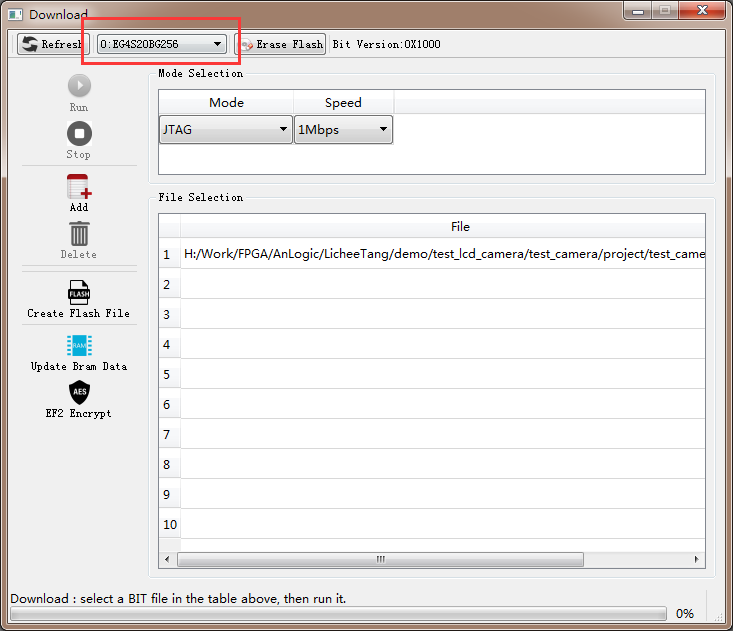 Download
Refresh 0:EG4S20BG256 Erase Flash Bit Version:0X1000
Run
Stop
Add
Delete
Create Flash File
FLASH
RAM
Update Bram Data
AES
EF2 Encrypt
Mode Selection
Mode Speed
JTAG 1Mbps
File Selection
File
1 H:/Work/FPGA/AnLogic/LicheeTang/demo/test_lcd_camera/test_camera/project/test_came
2
3
4
5
6
7
8
9
10
Download : select a BIT file in the table above, then run it.
0%